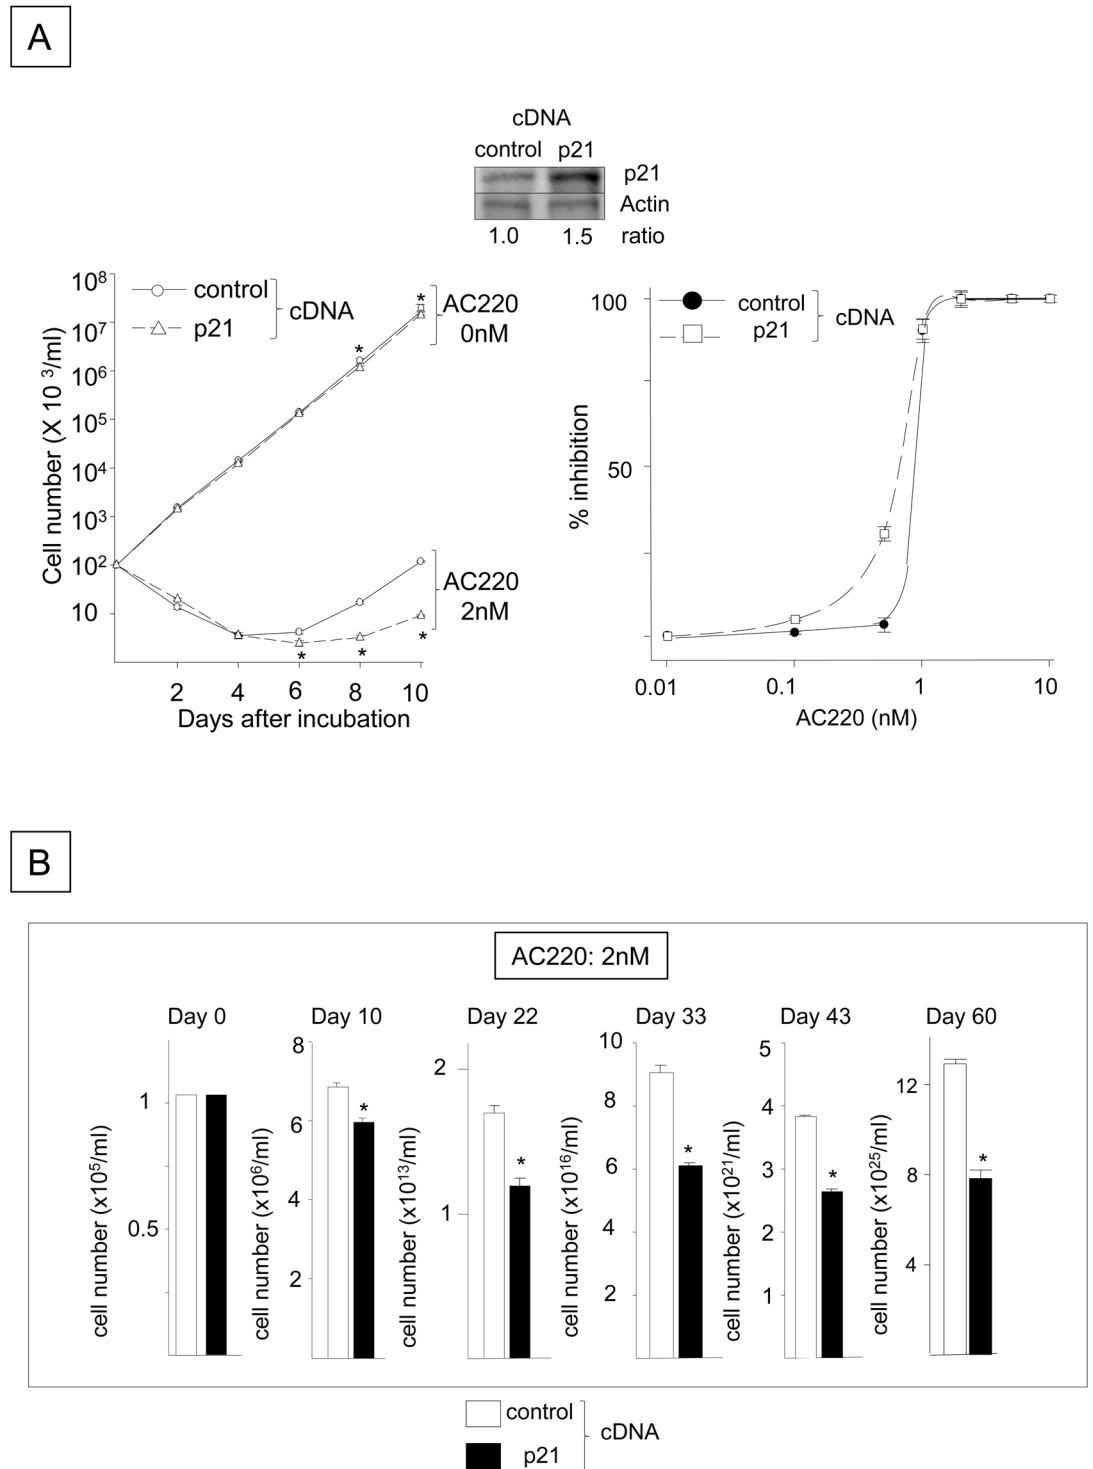 A
cDNA
control p21
p21
Actin
1.0 1.5 ratio
Cell number (X 10 3/ml)
10^8
10^7
10^6
10^5
10^4
10^3
10^2
10
control
p21
cDNA
*
*
AC220
0nM
AC220
2nM
*
*
*
2 4 6 8 10
Days after incubation
% inhibition
100
50
control
p21
cDNA
0.01 0.1 1 10
AC220 (nM)
B
AC220: 2nM
Day 0
cell number (x10^5/ml)
1
0.5
Day 10
cell number (x10^6/ml)
8
6
4
2
*
Day 22
cell number (x10^13/ml)
2
1
*
Day 33
cell number (x10^16/ml)
10
8
6
4
2
*
Day 43
cell number (x10^21/ml)
5
4
3
2
1
*
Day 60
cell number (x10^25/ml)
12
8
4
*
control
p21
cDNA